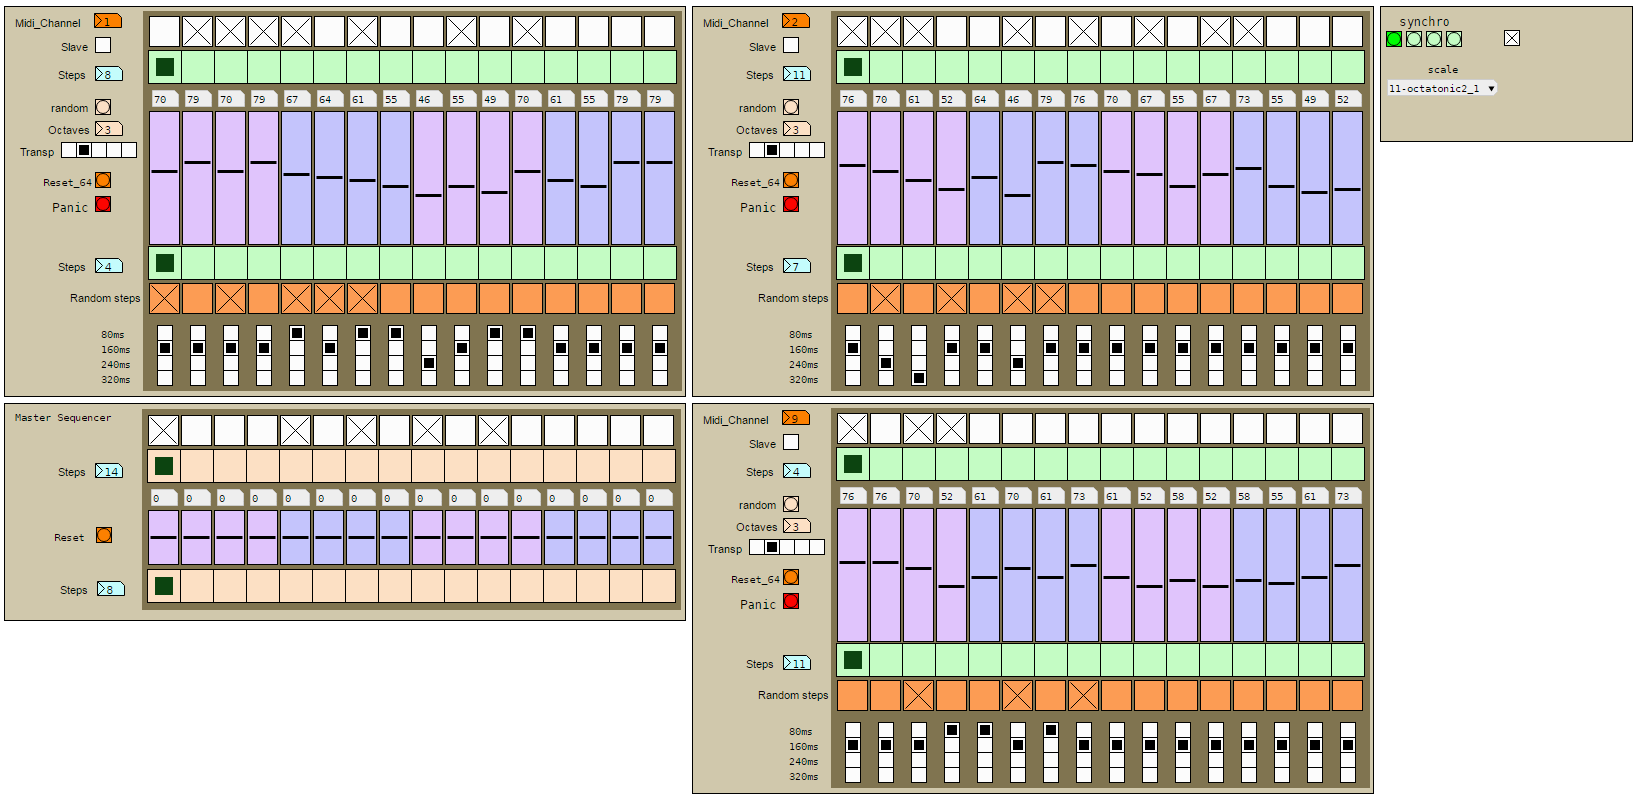 Midi_Channel 1
Slave
Steps 8
70 79 70 79 67 64 61 55 46 55 49 70 61 55 79 79
random
Octaves 3
Transp
Reset_64
Panic
Steps 4
Random steps
80ms
160ms
240ms
320ms
Midi_Channel 2
Slave
Steps 11
76 70 61 52 64 46 79 76 70 67 55 67 73 55 49 52
random
Octaves 3
Transp
Reset_64
Panic
Steps 7
Random steps
80ms
160ms
240ms
320ms
synchro
scale
11-octatonic2_1
Master Sequencer
Steps 14
0 0 0 0 0 0 0 0 0 0 0 0 0 0 0 0
Reset
Steps 8
Midi_Channel 9
Slave
Steps 4
76 76 70 52 61 70 61 73 61 52 58 52 58 55 61 73
random
Octaves 3
Transp
Reset_64
Panic
Steps 11
Random steps
80ms
160ms
240ms
320ms